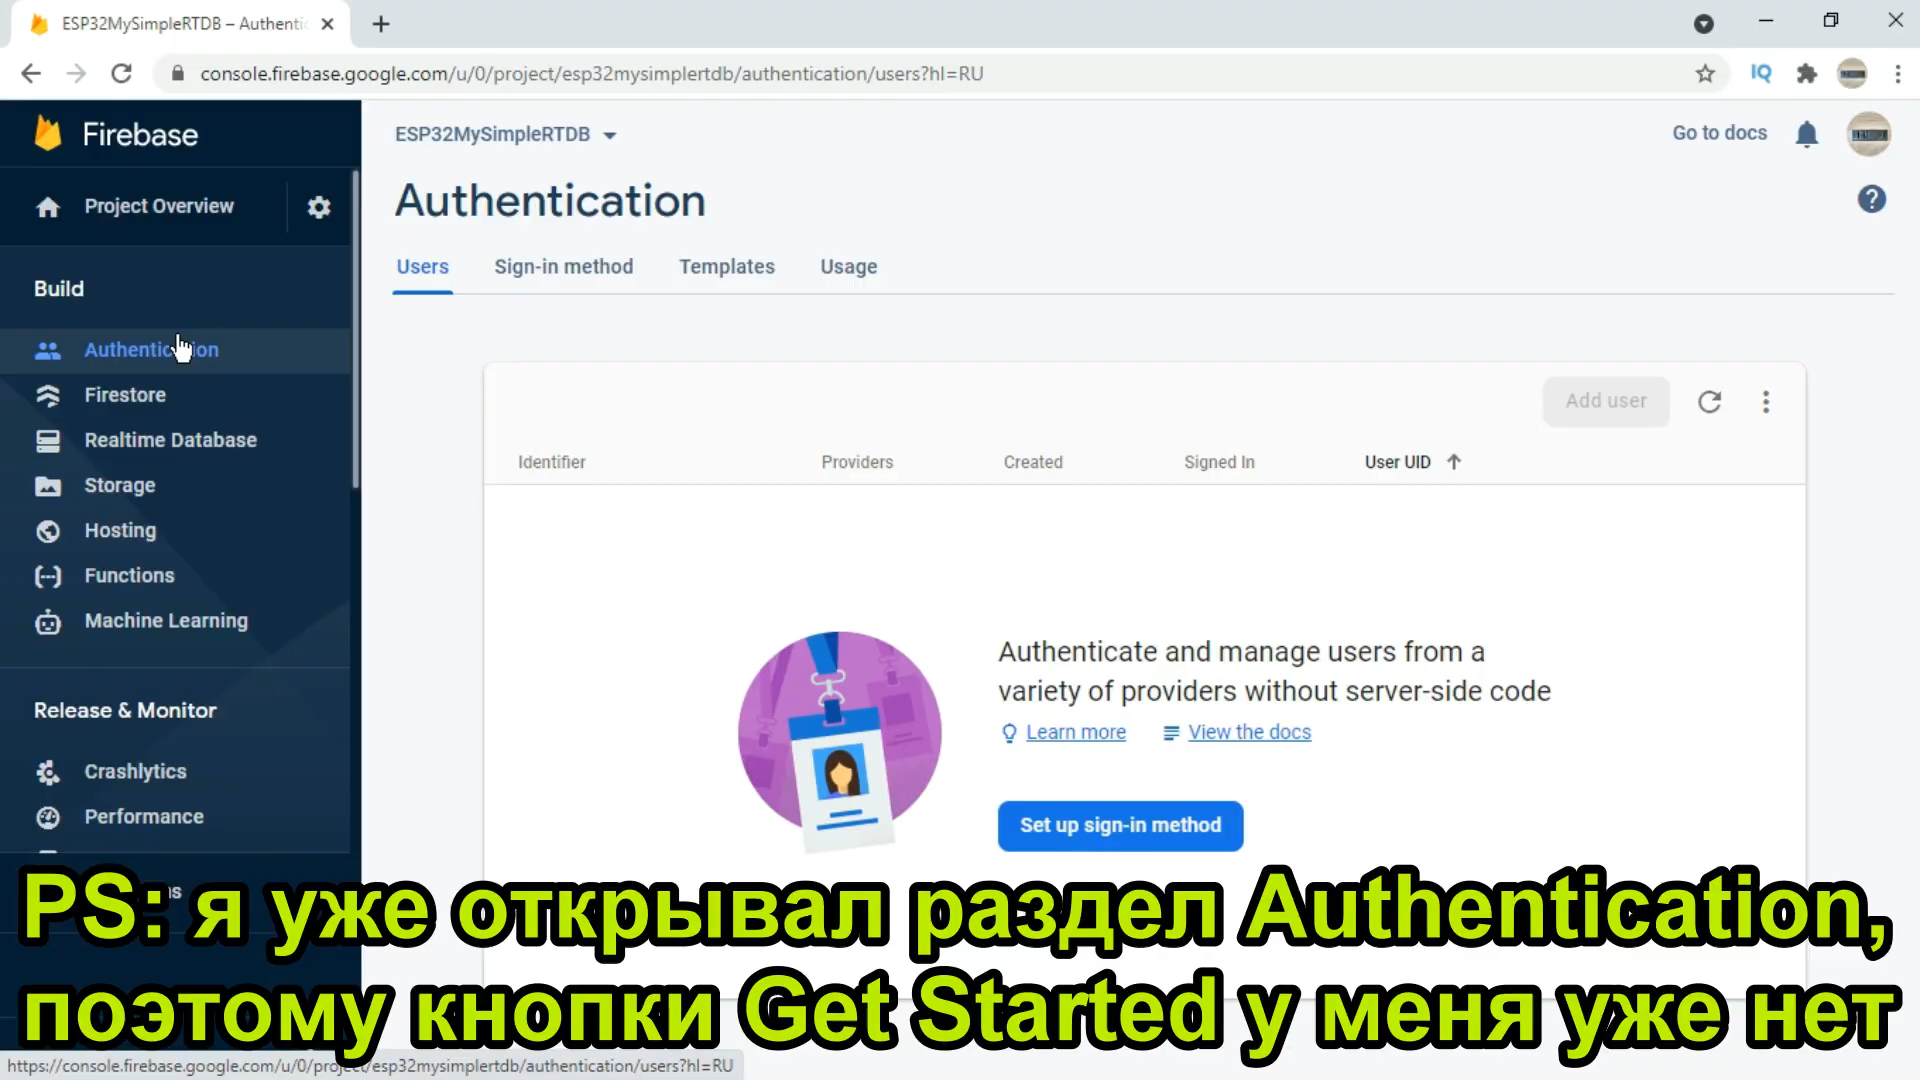 ESP32MySimpleRTDB – Authentic
console.firebase.google.com/u/0/project/esp32mysimplertdb/authentication/users?hl=RU
IQ
Firebase
ESP32MySimpleRTDB
Go to docs
Project Overview
Authentication
Users
Sign-in method
Templates
Usage
Build
Authentication
Firestore
Realtime Database
Storage
Hosting
Functions
Machine Learning
Release & Monitor
Crashlytics
Performance
Add user
Identifier
Providers
Created
Signed In
User UID
Authenticate and manage users from a
variety of providers without server-side code
Learn more
View the docs
Set up sign-in method
PS: я уже открывал раздел Authentication,
поэтому кнопки Get Started у меня уже нет
https://console.firebase.google.com/u/0/project/esp32mysimplertdb/authentication/users?hl=RU